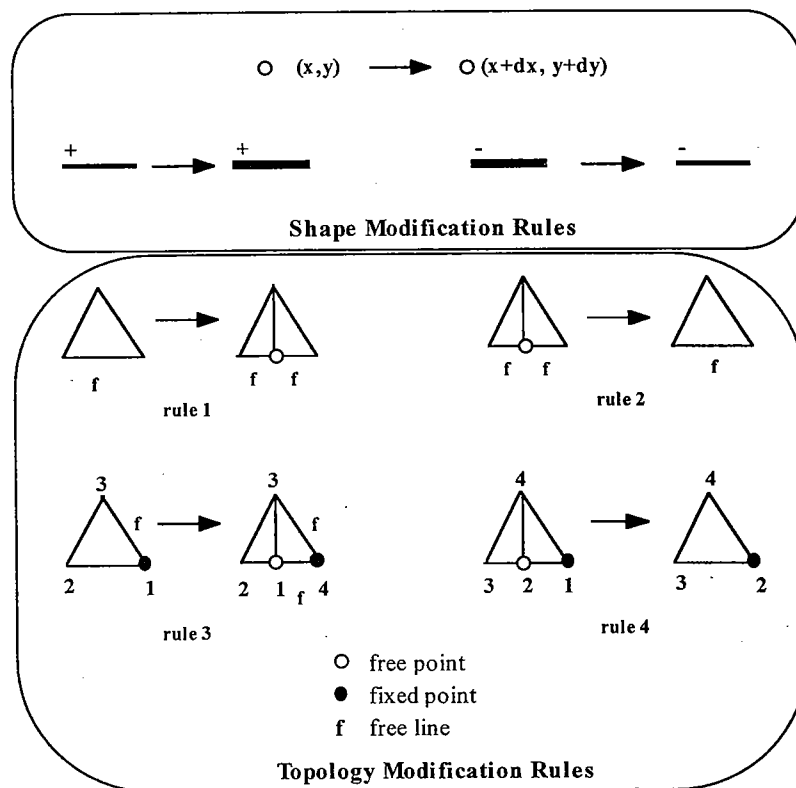 (x,y) (x+dx, y+dy)
+ + - -
Shape Modification Rules
f f f f f f
rule 1 rule 2
3 3 4 4
f f
2 1 2 1 4 3 2 1 3 2
f
rule 3 rule 4
free point
fixed point
f free line
Topology Modification Rules